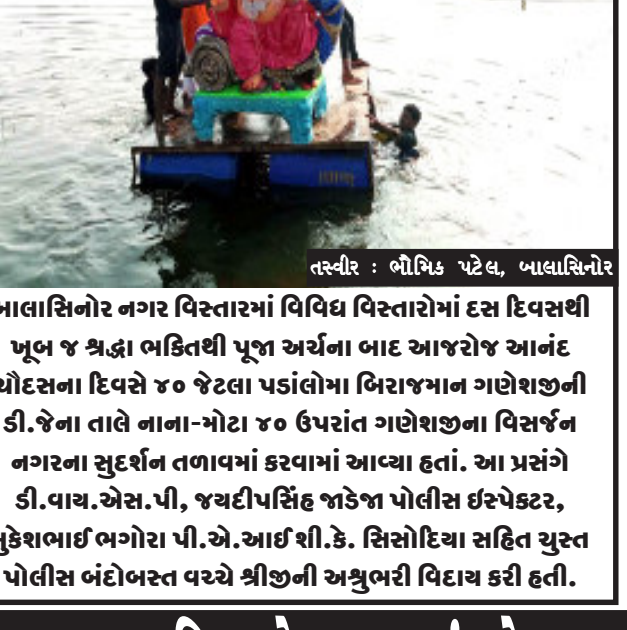 તસ્વીર : ભૌમિક પટેલ, બાલાસિનોર
બાલાસિનોર નગર વિસ્તારમાં વિવિધ વિસ્તારોમાં દસ દિવસથી
ખૂબ જ શ્રદ્ધા ભક્તિથી પૂજા અર્ચના બાદ આજરોજ આનંદ
ચૌદસના દિવસે ૪૦ જેટલા પડાંલોમા બિરાજમાન ગણેશજીની
ડી.જેના તાલે નાના-મોટા ૪૦ ઉપરાંત ગણેશજીના વિસર્જન
નગરના સુદર્શન તળાવમાં કરવામાં આવ્યા હતાં. આ પ્રસંગે
ડી.વાય.એસ.પી, જયદીપસિંહ જાડેજા પોલીસ ઇસ્પેકટર,
મુકેશભાઈ ભગોરા પી.એ.આઈ શી.કે. સિસોદિયા સહિત ચુસ્ત
પોલીસ બંદોબસ્ત વચ્ચે શ્રીજીની અશ્રુભરી વિદાય કરી હતી.